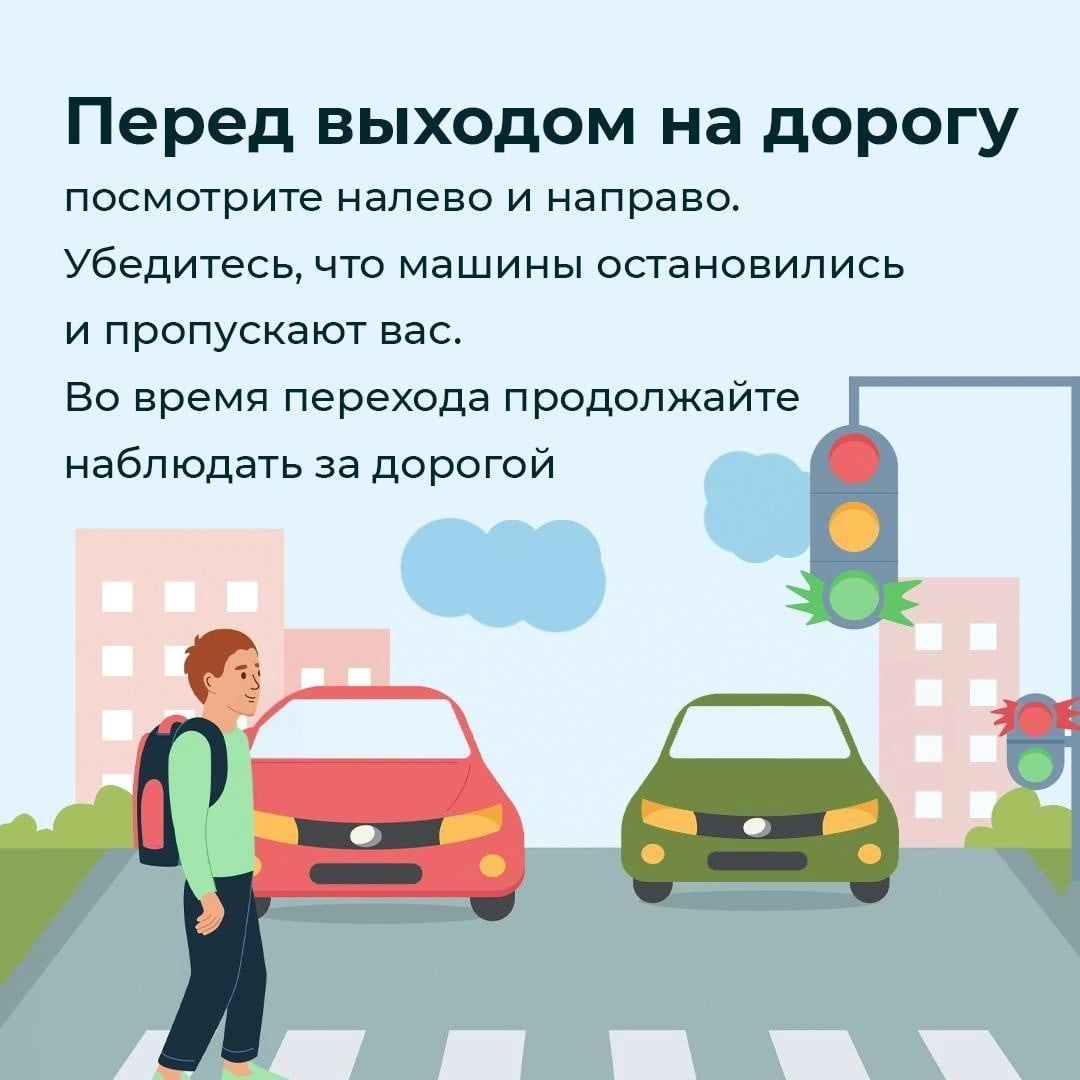 Перед выходом на дорогу
посмотрите налево и направо.
Убедитесь, что машины остановились
и пропускают вас.
Во время перехода продолжайте
наблюдать за дорогой